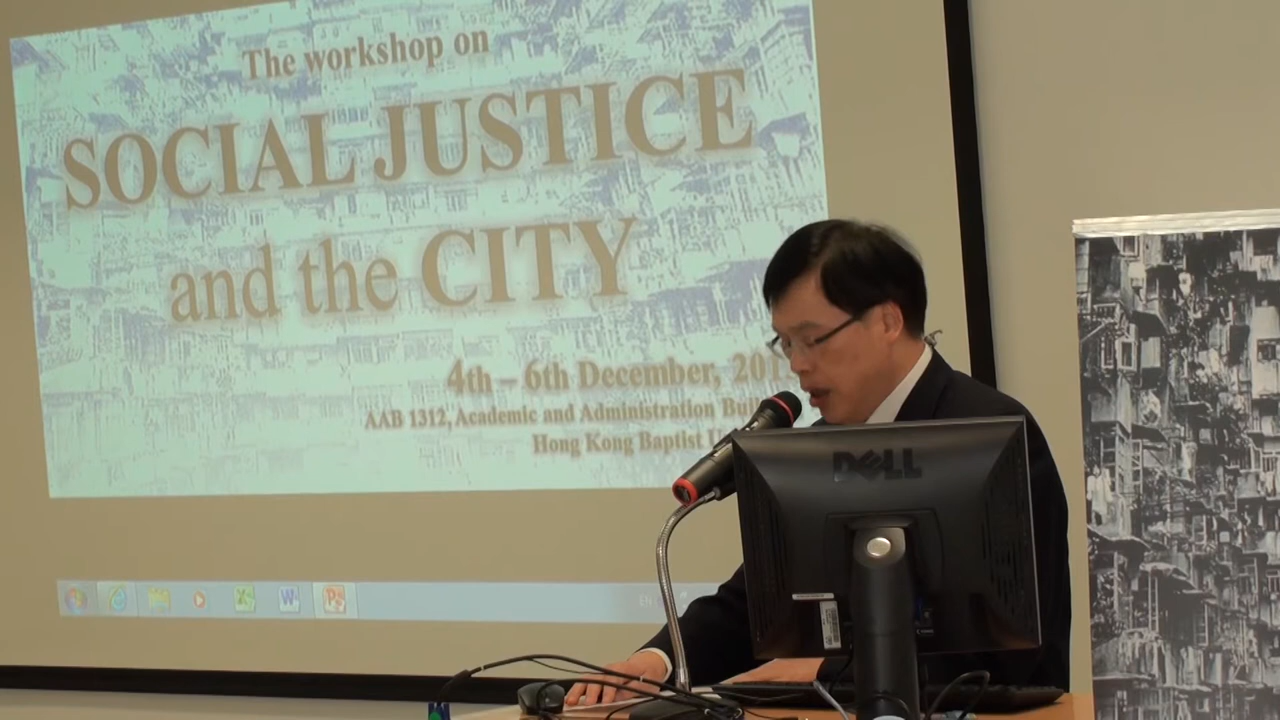 The workshop on
SOCIAL JUSTICE
and the CITY
4th – 6th December,
AAB 1312, Academic and Administration
Hong Kong Baptist
DELL